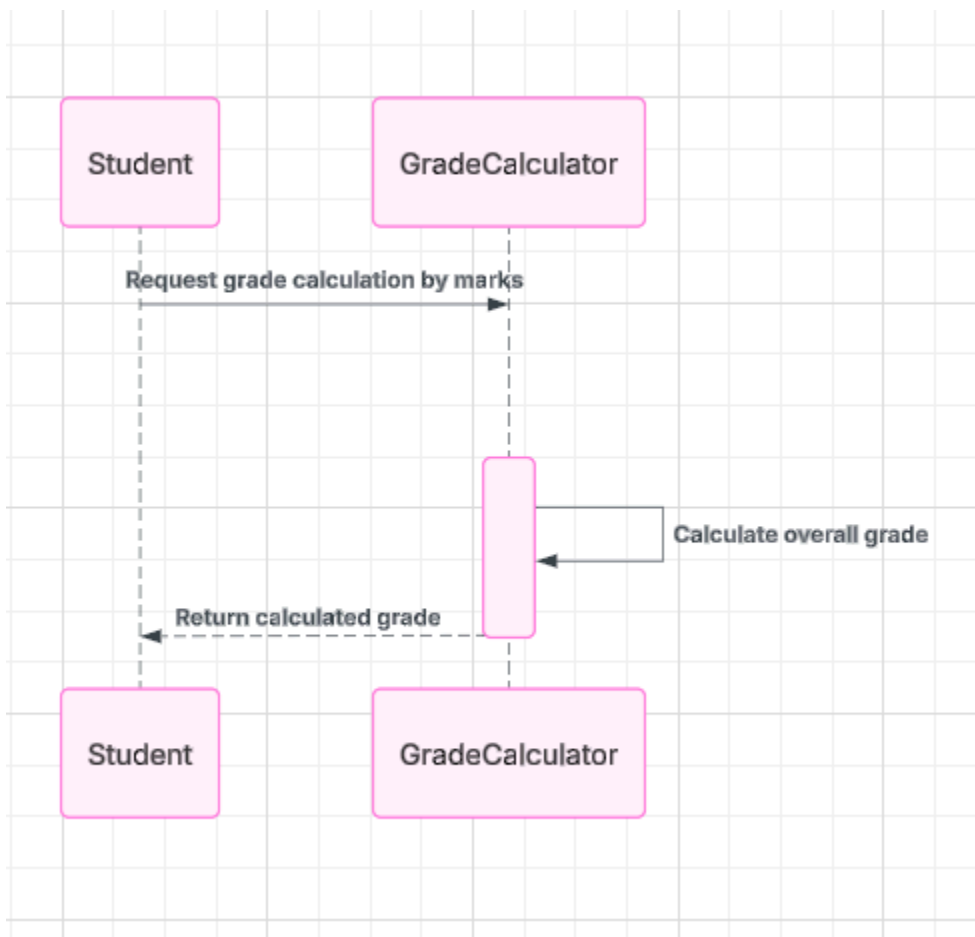 Student
GradeCalculator
Request grade calculation by marks
Calculate overall grade
Return calculated grade
Student
GradeCalculator